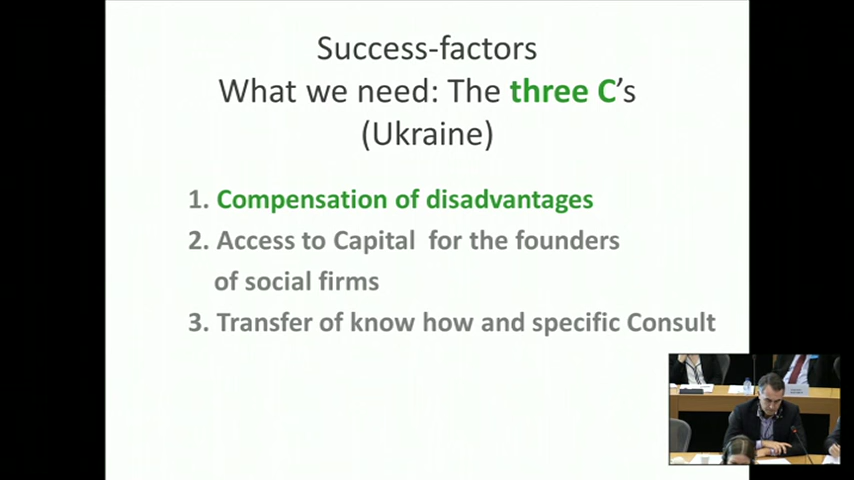 Success-factors
What we need: The three C's
(Ukraine)
1. Compensation of disadvantages
2. Access to Capital for the founders
of social firms
3. Transfer of know how and specific Consult